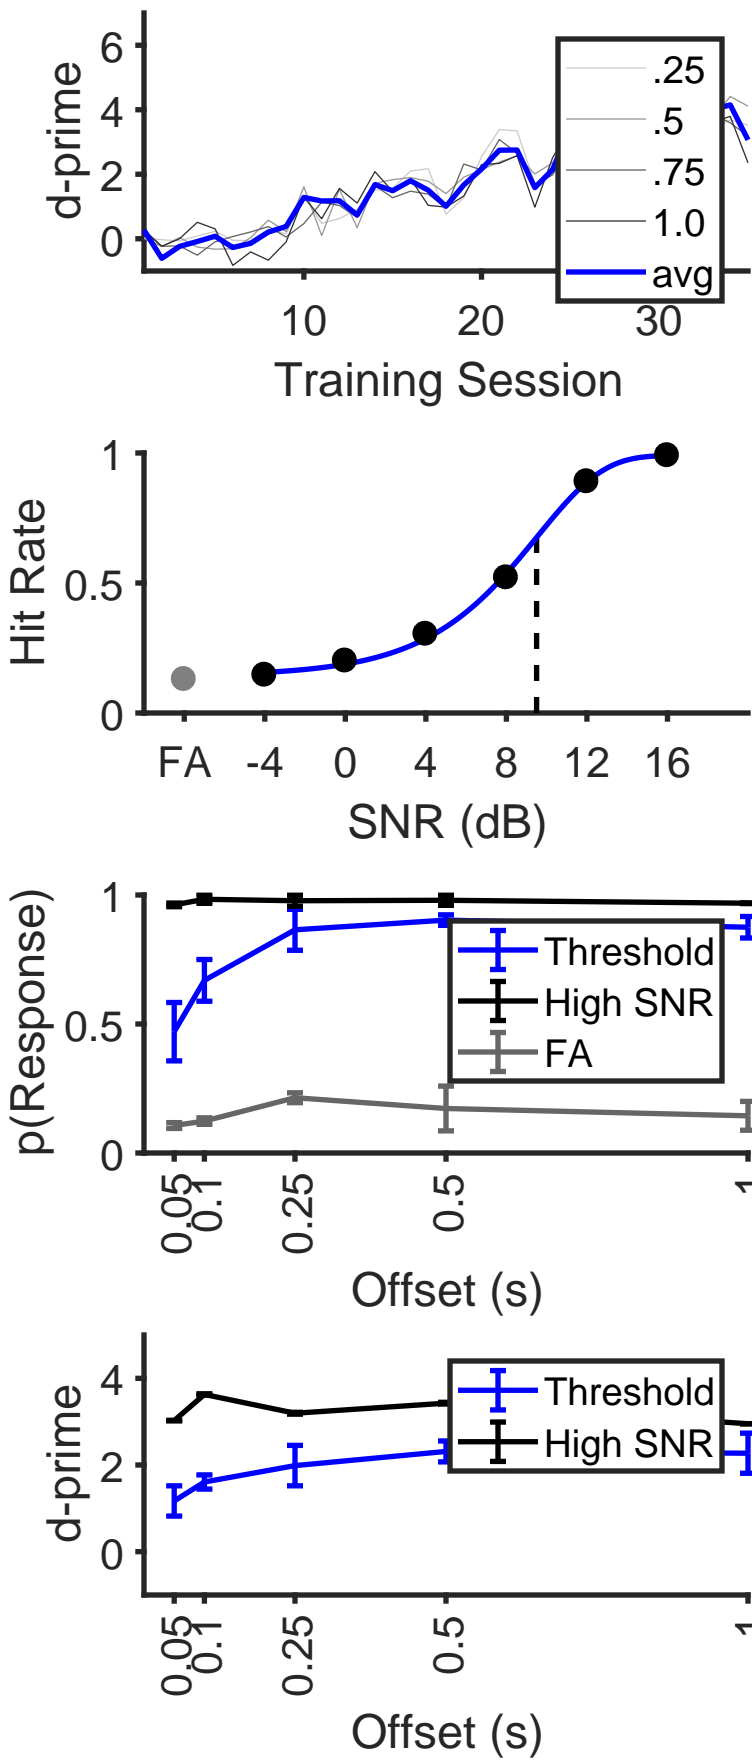 d-prime
6
4
2
0
.25
.5
.75
1.0
avg
10
20
30
Training Session
Hit Rate
1
0.5
0
FA
-4
0
4
8
12
16
SNR (dB)
p(Response)
1
0.5
0
Threshold
High SNR
FA
0.05
0.1
0.25
0.5
1
Offset (s)
d-prime
4
2
0
Threshold
High SNR
0.05
0.1
0.25
0.5
1
Offset (s)